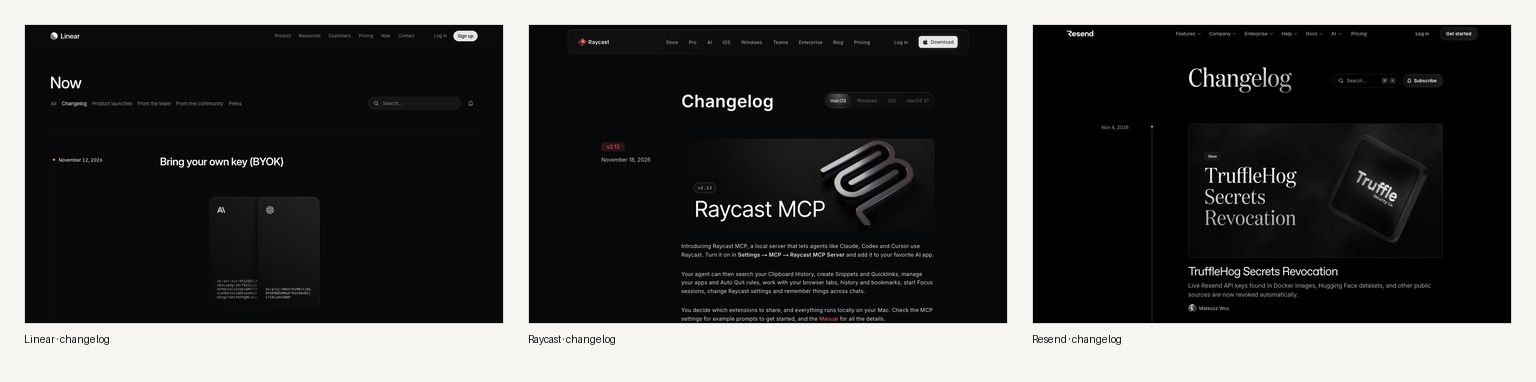 Linear
Product Resources Customers Pricing Now Contact Log in Sign up
Now
All Changelog Product launches From the team From the community Press
Search...
November 12, 2026
Bring your own key (BYOK)
Linear·changelog
Raycast
Store Pro AI iOS Windows Teams Enterprise Blog Pricing Log in Download
Changelog
macOS Windows iOS macOS V1
v2.13
November 18, 2026
v2.13
Raycast MCP
Introducing Raycast MCP, a local server that lets agents like Claude, Codex and Cursor use
Raycast. Turn it on in Settings → MCP → Raycast MCP Server and add it to your favorite AI app.
Your agent can then search your Clipboard History, create Snippets and Quicklinks, manage
your apps and Auto Quit rules, work with your browser tabs, history and bookmarks, start Focus
sessions, change Raycast settings and remember things across chats.
You decide which extensions to share, and everything runs locally on your Mac. Check the MCP
settings for example prompts to get started, and the Manual for all the details.
Raycast·changelog
Resend
Features Company Enterprise Help Docs AI Pricing Log in Get started
Changelog
Search... ⌘ K Subscribe
Nov 4, 2026
New
TruffleHog
Secrets
Revocation
Truffle
Security Co.
TruffleHog Secrets Revocation
Live Resend API keys found in Docker images, Hugging Face datasets, and other public
sources are now revoked automatically.
Mateusz Wos
Resend·changelog